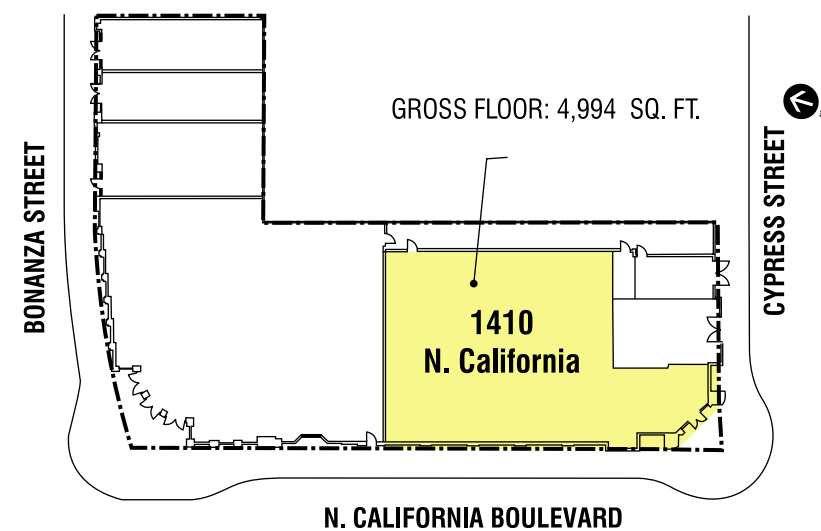 GROSS FLOOR: 4,994 SQ. FT.
BONANZA STREET
CYPRESS STREET
1410
N. California
N. CALIFORNIA BOULEVARD